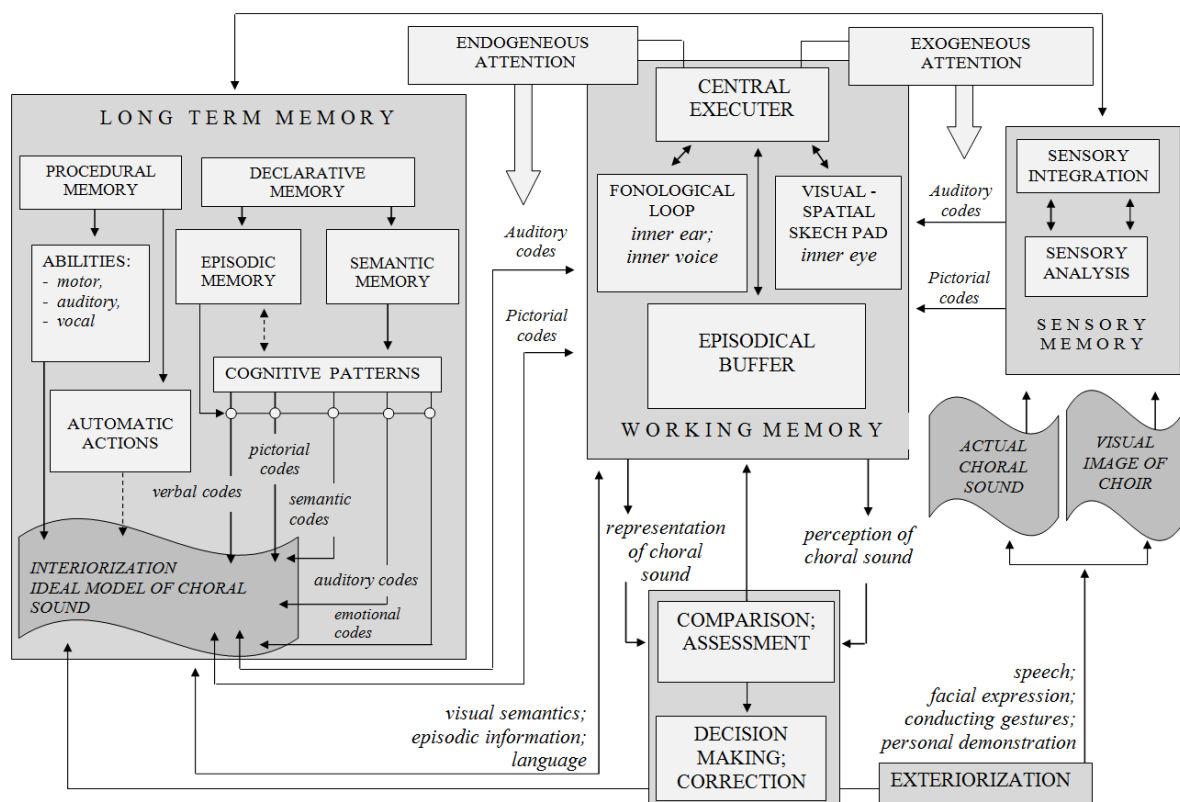 ENDOGENEOUS
ATTENTION
EXOGENEOUS
ATTENTION
LONG TERM MEMORY
PROCEDURAL
MEMORY
DECLARATIVE
MEMORY
ABILITIES:
- motor,
- auditory,
- vocal
EPISODIC
MEMORY
SEMANTIC
MEMORY
COGNITIVE PATTERNS
AUTOMATIC
ACTIONS
verbal codes
pictorial
codes
semantic
codes
auditory codes
emotional
codes
INTERIORIZATION
IDEAL MODEL OF CHORAL
SOUND
Auditory
codes
Pictorial
codes
CENTRAL
EXECUTER
FONOLOGICAL
LOOP
inner ear;
inner voice
VISUAL -
SPATIAL
SKECH PAD
inner eye
EPISODICAL
BUFFER
WORKING MEMORY
Auditory
codes
Pictorial
codes
SENSORY
INTEGRATION
SENSORY
ANALYSIS
SENSORY
MEMORY
ACTUAL
CHORAL
SOUND
VISUAL
IMAGE OF
CHOIR
representation
of choral
sound
perception of
choral sound
COMPARISON;
ASSESSMENT
DECISION
MAKING;
CORRECTION
visual semantics;
episodic information;
language
speech;
facial expression;
conducting gestures;
personal demonstration
EXTERIORIZATION